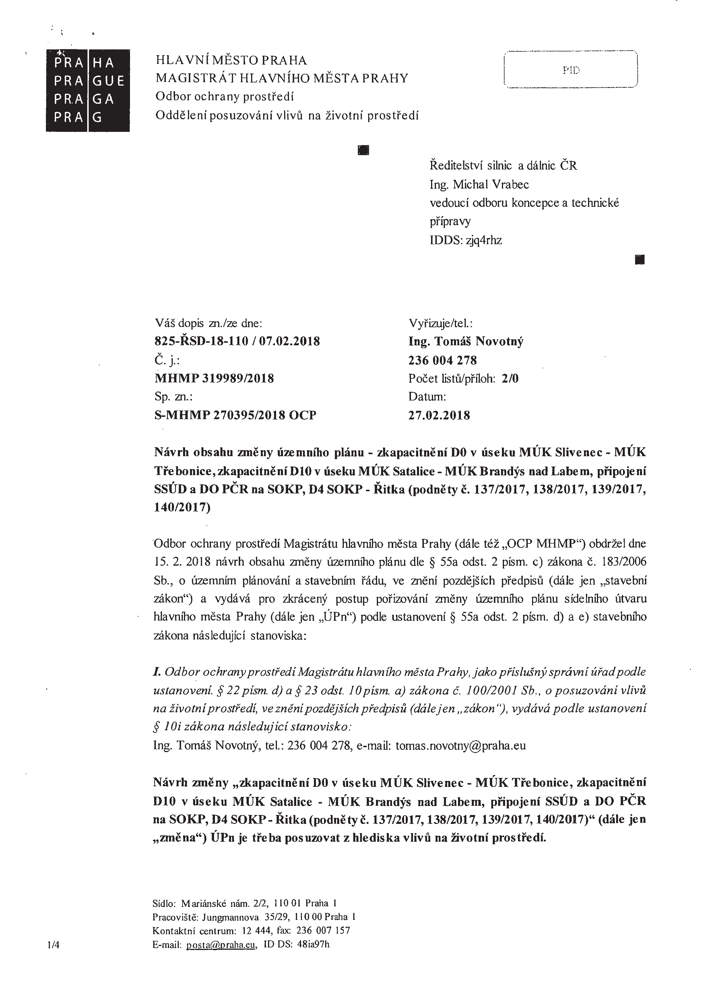 PRA HA
PRA GUE
PRA GA
PRA G
HLAVNÍ MĚSTO PRAHA
MAGISTRÁT HLAVNÍHO MĚSTA PRAHY
Odbor ochrany prostředí
Oddělení posuzování vlivů na životní prostředí
PID
Ředitelství silnic a dálnic ČR
Ing. Michal Vrabec
vedoucí odboru koncepce a technické
přípravy
IDDS: zjq4rhz
Váš dopis zn./ze dne:
825-ŘSD-18-110 / 07.02.2018
Č. j.:
MHMP 319989/2018
Sp. zn.:
S-MHMP 270395/2018 OCP
Vyřizuje/tel.:
Ing. Tomáš Novotný
236 004 278
Počet listů/příloh: 2/0
Datum:
27.02.2018
Návrh obsahu změny územního plánu - zkapacitnění D0 v úseku MÚK Slivenec - MÚK
Třebonice, zkapacitnění D10 v úseku MÚK Satalice - MÚK Brandýs nad Labem, připojení
SSÚD a DO PČR na SOKP, D4 SOKP - Řitka (podněty č. 137/2017, 138/2017, 139/2017,
140/2017)
Odbor ochrany prostředí Magistrátu hlavního města Prahy (dále též „OCP MHMP“) obdržel dne
15. 2. 2018 návrh obsahu změny územního plánu dle § 55a odst. 2 písm. c) zákona č. 183/2006
Sb., o územním plánování a stavebním řádu, ve znění pozdějších předpisů (dále jen „stavební
zákon“) a vydává pro zkrácený postup pořizování změny územního plánu sídelního útvaru
hlavního města Prahy (dále jen „ÚPn“) podle ustanovení § 55a odst. 2 písm. d) a e) stavebního
zákona následující stanoviska:
I. Odbor ochrany prostředí Magistrátu hlavního města Prahy, jako příslušný správní úřad podle
ustanovení. § 22 písm. d) a § 23 odst. 10 písm. a) zákona č. 100/2001 Sb., o posuzování vlivů
na životní prostředí, ve znění pozdějších předpisů (dále jen „zákon“), vydává podle ustanovení
§ 10i zákona následující stanovisko:
Ing. Tomáš Novotný, tel.: 236 004 278, e-mail: tomas.novotny@praha.eu
Návrh změny „zkapacitnění D0 v úseku MÚK Slivenec - MÚK Třebonice, zkapacitnění
D10 v úseku MÚK Satalice - MÚK Brandýs nad Labem, připojení SSÚD a DO PČR
na SOKP, D4 SOKP - Řitka (podněty č. 137/2017, 138/2017, 139/2017, 140/2017)“ (dále jen
„změna“) ÚPn je třeba posuzovat z hlediska vlivů na životní prostředí.
Sídlo: Mariánské nám. 2/2, 110 01 Praha 1
Pracoviště: Jungmannova 35/29, 110 00 Praha 1
Kontaktní centrum: 12 444, fax: 236 007 157
1/4 E-mail: posta@praha.eu, ID DS: 48ia97h